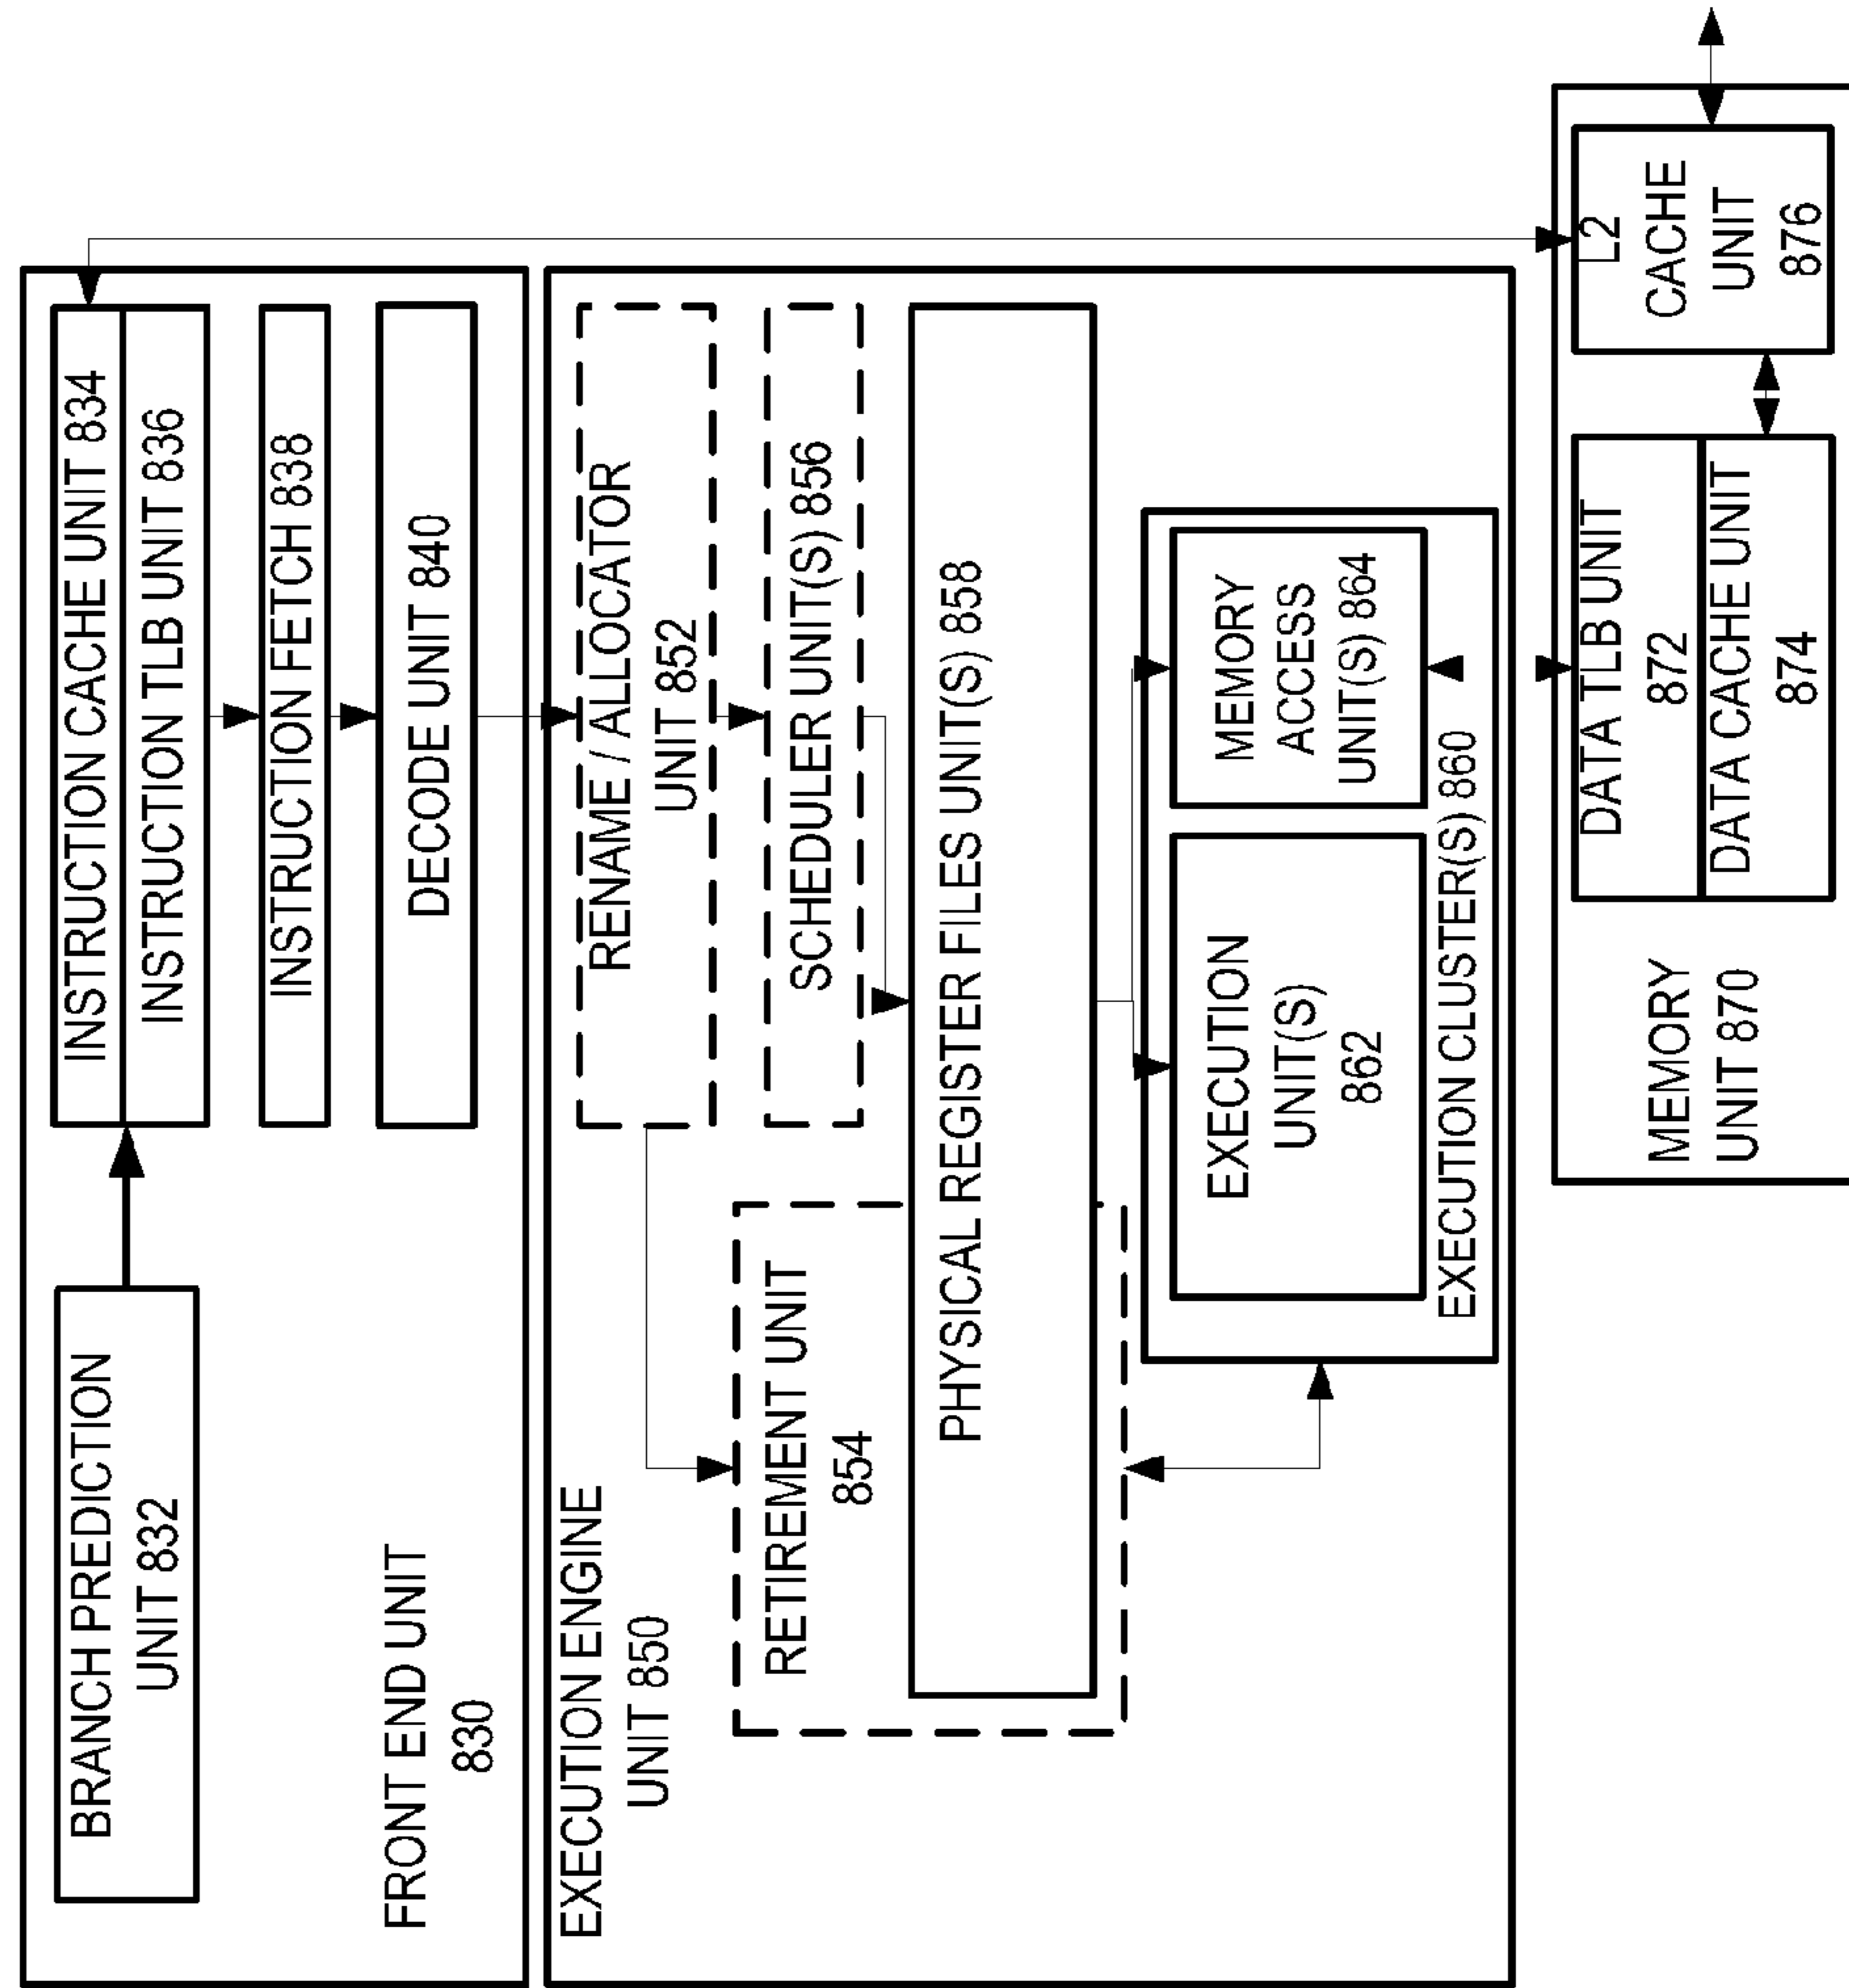 BRANCH PREDICTION
UNIT 832
INSTRUCTION CACHE UNIT 834
INSTRUCTION TLB UNIT 836
INSTRUCTION FETCH 838
DECODE UNIT 840
FRONT END UNIT
830
EXECUTION ENGINE
UNIT 850
RENAME / ALLOCATOR
UNIT 852
RETIREMENT UNIT
854
SCHEDULER UNIT(S) 856
PHYSICAL REGISTER FILES UNIT(S) 858
EXECUTION
UNIT(S)
862
MEMORY
ACCESS
UNIT(S) 864
EXECUTION CLUSTER(S) 860
MEMORY
UNIT 870
DATA TLB UNIT
872
DATA CACHE UNIT
874
L2
CACHE
UNIT
876